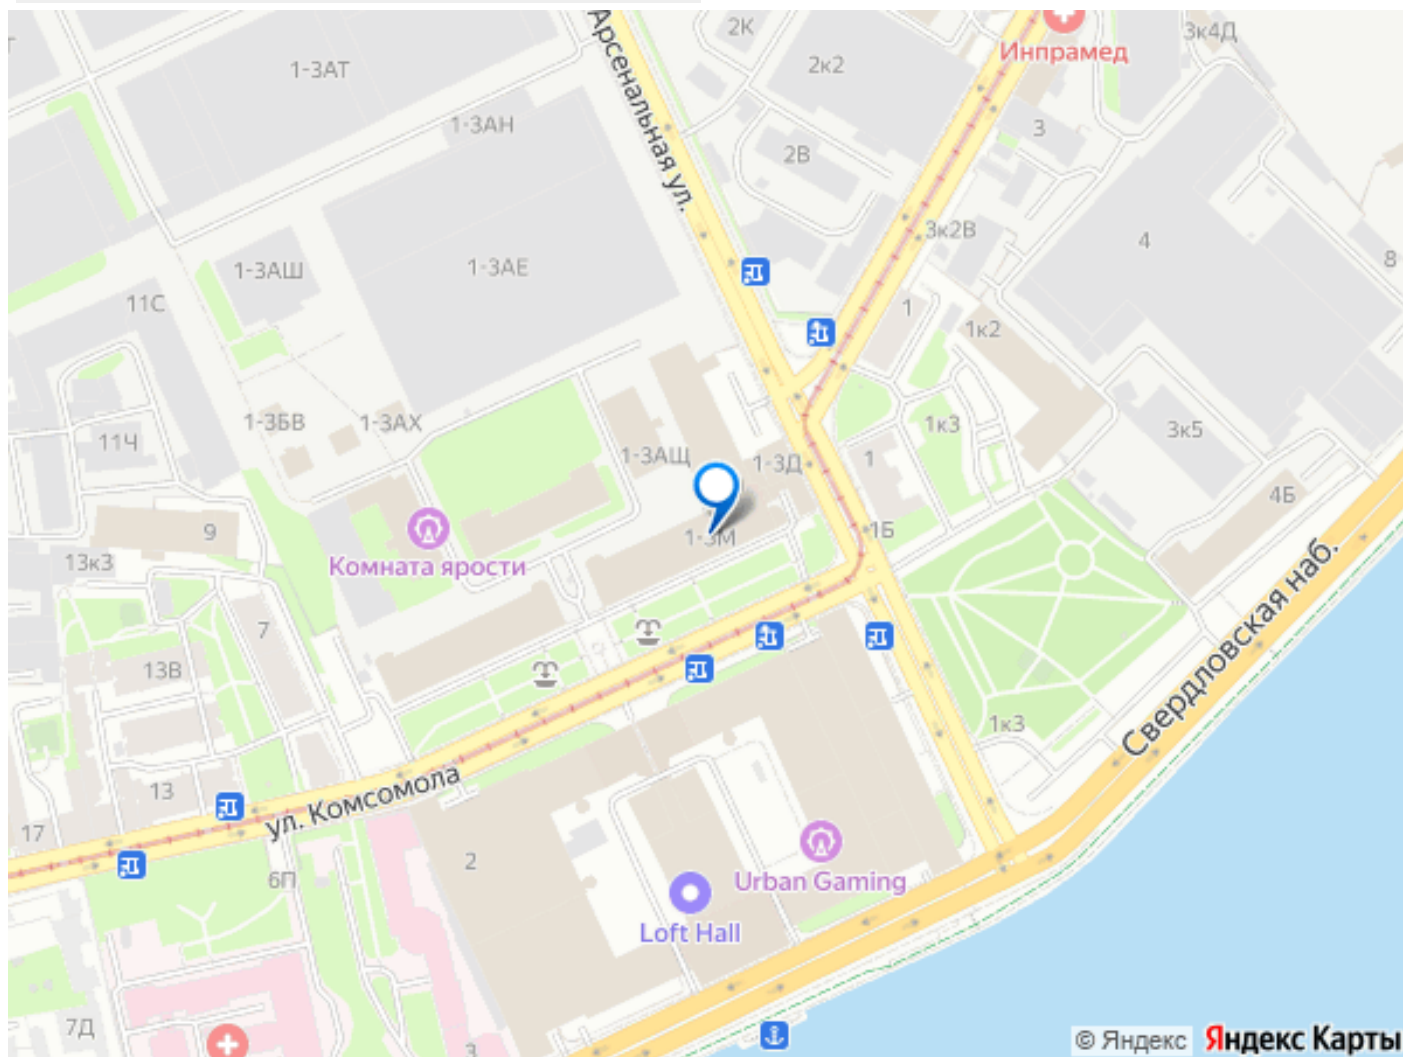 2К
3к4Д
Инпрамед
1-3АТ
2к2
Арсенальная ул.
1-3АН
3
2В
3к2В
4
8
1-3АШ
1-3АЕ
11С
1
1к2
1-3БВ
1-3АХ
1к3
3к5
11Ч
1-3АЩ
1-3Д
1
4Б
9
1-3М
1Б
13к3
Комната ярости
7
13В
1к3
Свердловская наб.
13
ул. Комсомола
17
2
6П
Urban Gaming
Loft Hall
7Д
3
© Яндекс Яндекс Карты